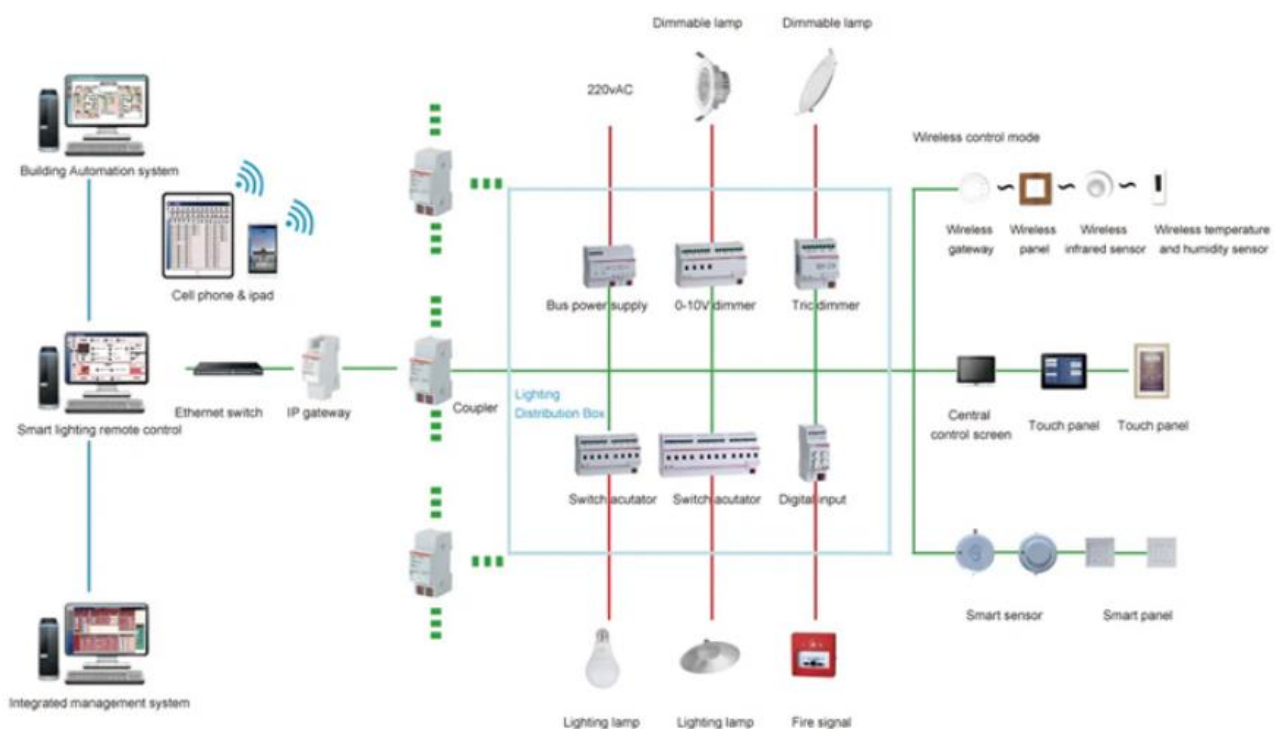 Dimmable lamp
Dimmable lamp
220vAC
Building Automation system
Wireless control mode
Wireless
gateway
Wireless
panel
Wireless
infrared sensor
Wireless temperature
and humidity sensor
Cell phone & ipad
Bus power supply
0-10V dimmer
Tric dimmer
Smart lighting remote control
Ethernet switch
IP gateway
Coupler
Lighting
Distribution Box
Central
control screen
Touch panel
Touch panel
Switch acutator
Switch acutator
Digital input
Smart sensor
Smart panel
Integrated management system
Lighting lamp
Lighting lamp
Fire signal